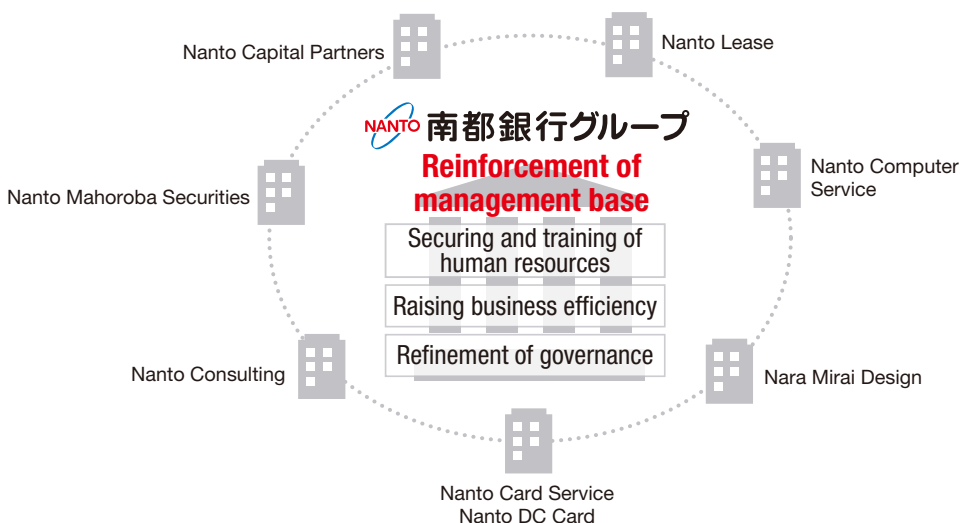 Nanto Capital Partners
Nanto Lease
NANTO 南都銀行グループ
Reinforcement of
management base
Nanto Computer
Service
Nanto Mahoroba Securities
Securing and training of
human resources
Raising business efficiency
Refinement of governance
Nanto Consulting
Nara Mirai Design
Nanto Card Service
Nanto DC Card